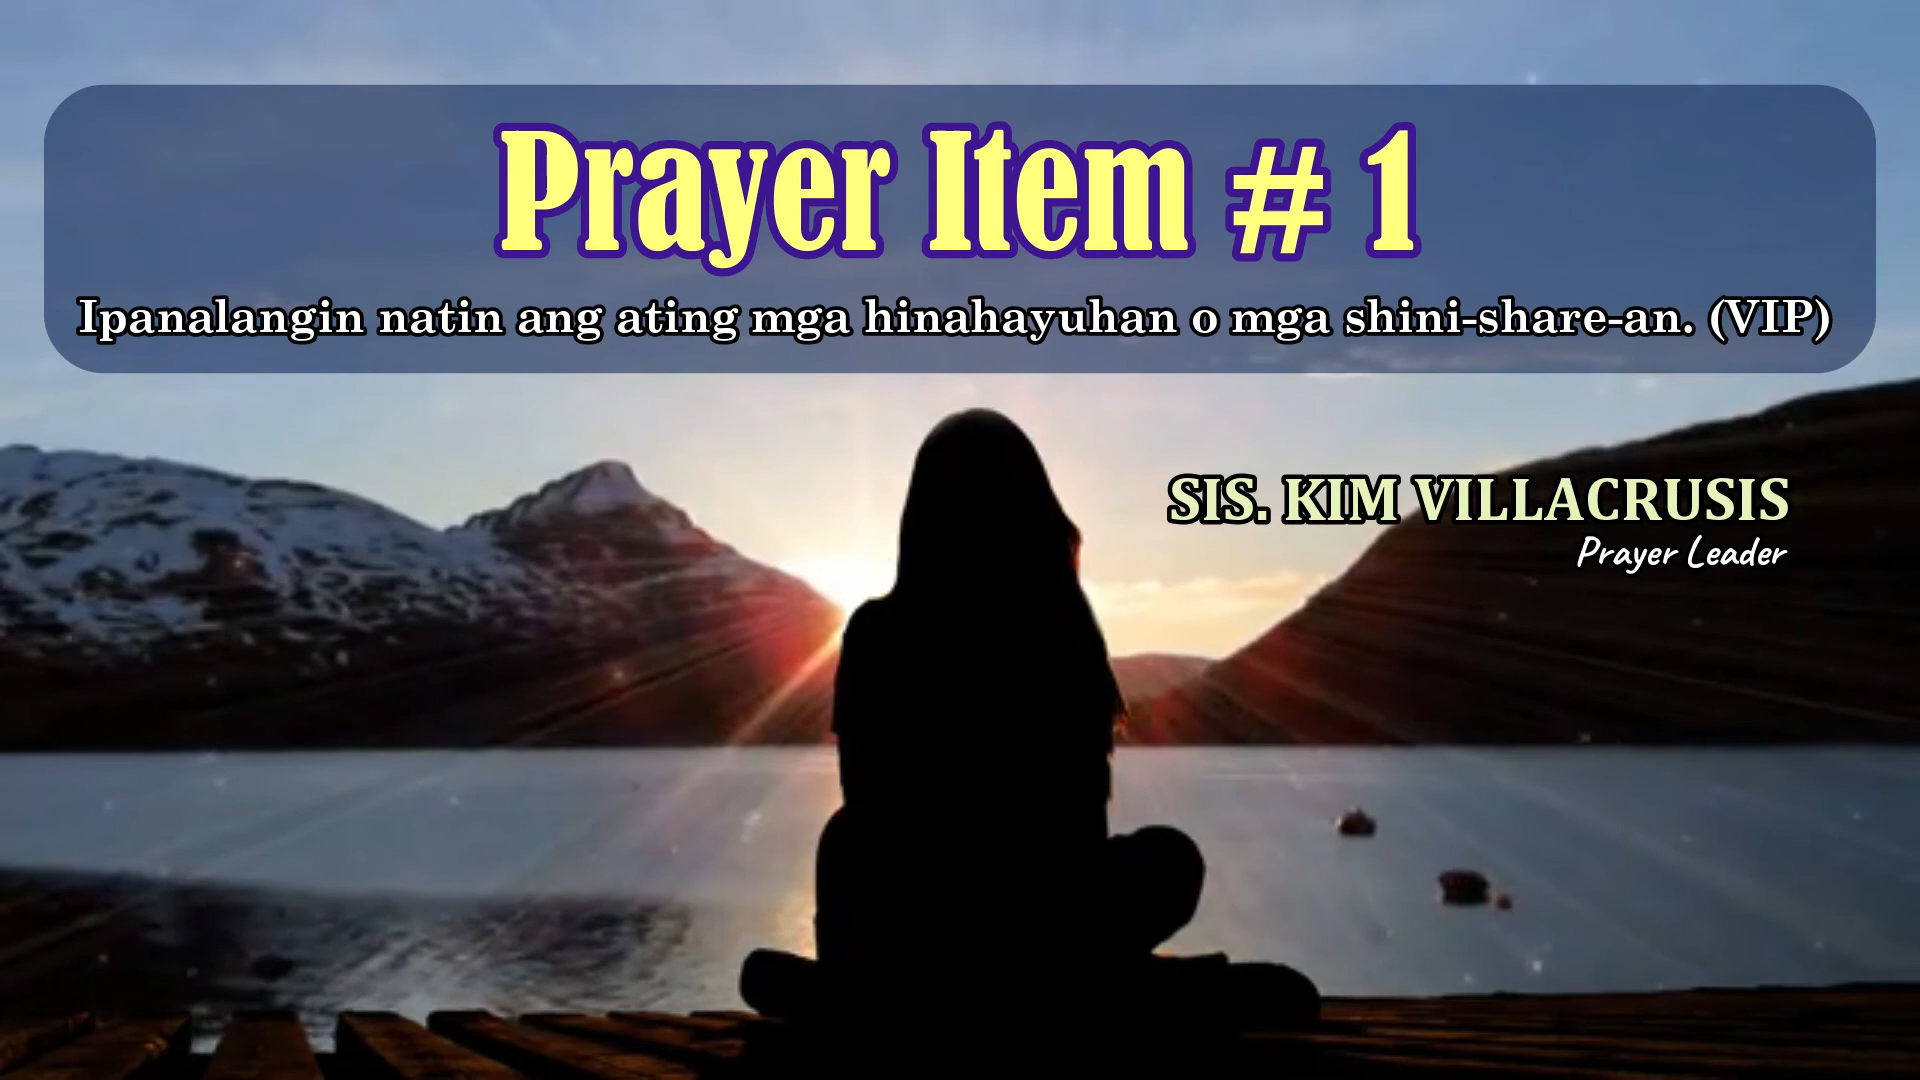 Prayer Item # 1
Ipanalangin natin ang ating mga hinahayuhan o mga shini-share-an. (VIP)
SIS. KIM VILLACRUSIS
Prayer Leader